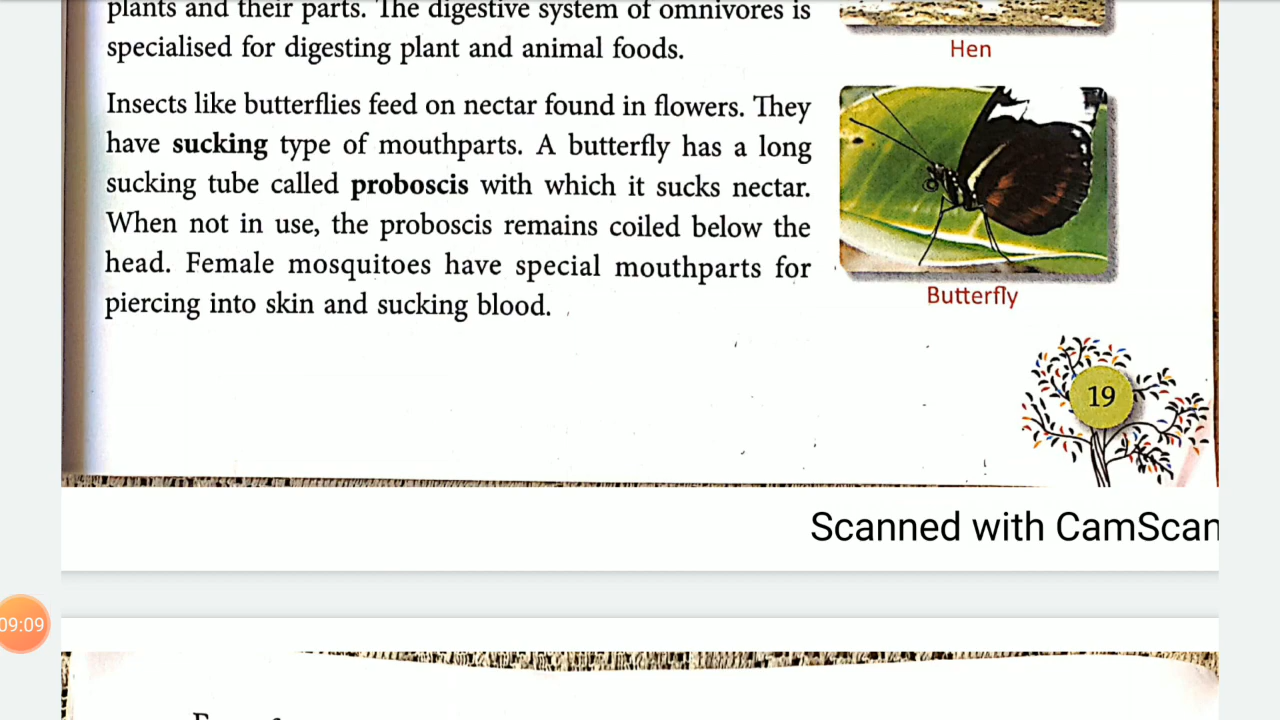 plants and their parts. The digestive system of omnivores is
specialised for digesting plant and animal foods.
Hen
Insects like butterflies feed on nectar found in flowers. They
have sucking type of mouthparts. A butterfly has a long
sucking tube called proboscis with which it sucks nectar.
When not in use, the proboscis remains coiled below the
head. Female mosquitoes have special mouthparts for
piercing into skin and sucking blood.
Butterfly
19
Scanned with CamScan
09:09